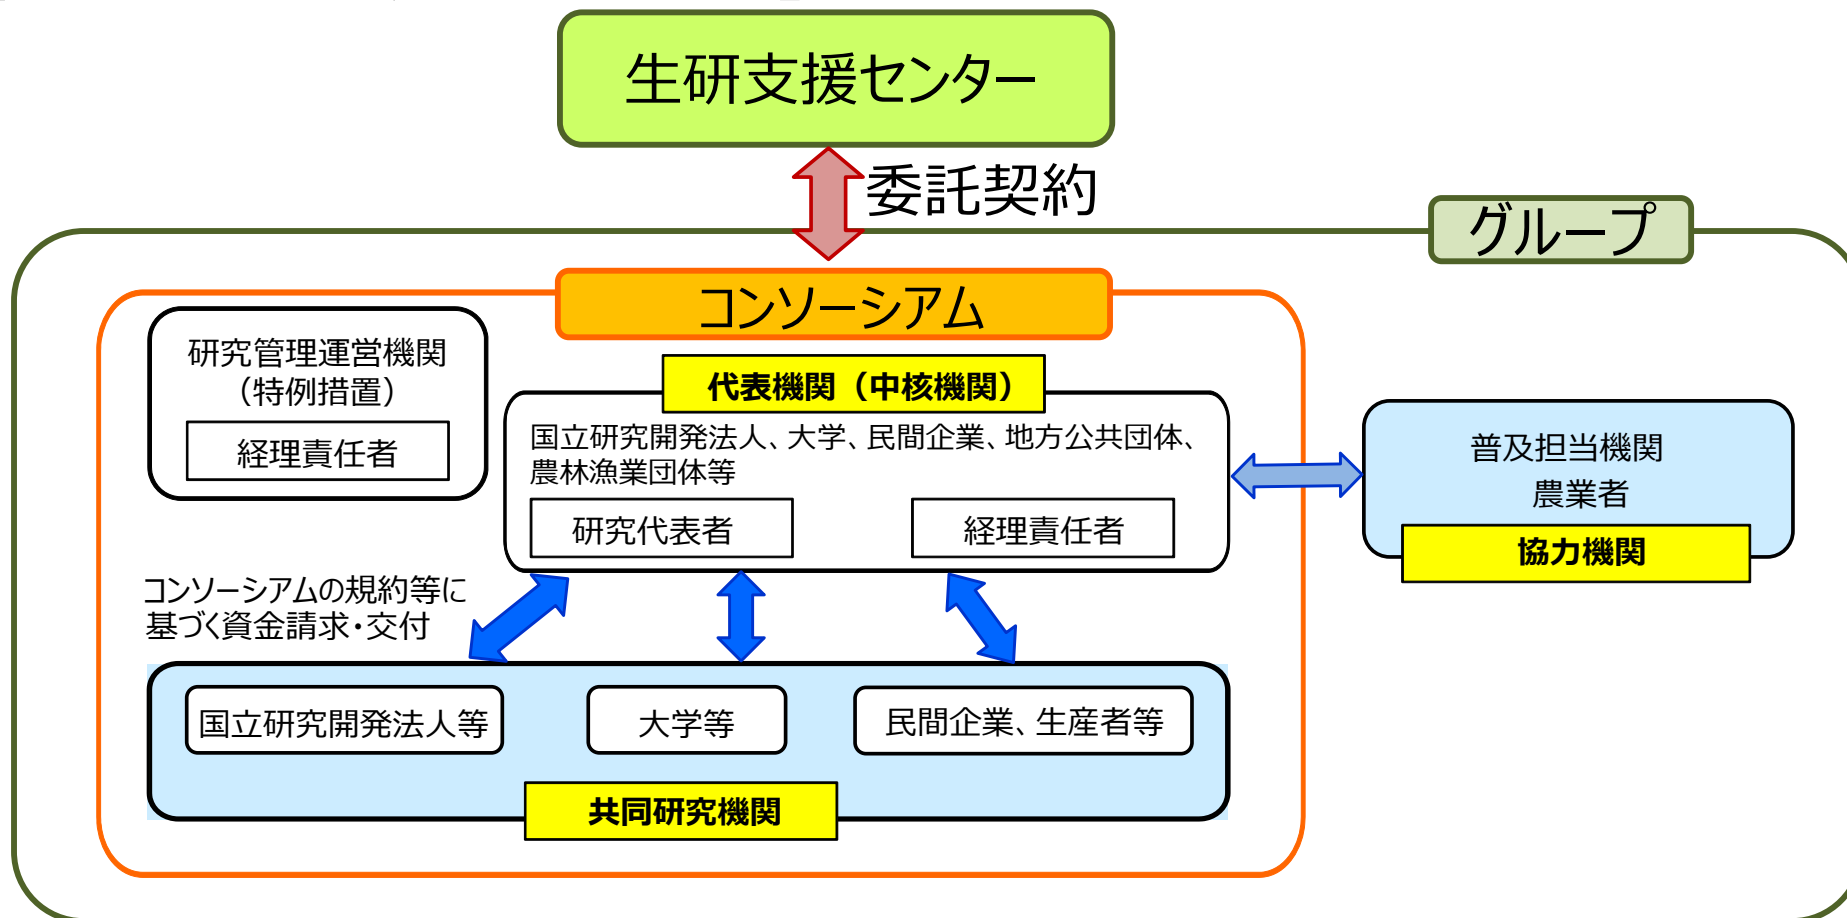 生研支援センター
委託契約
グループ
コンソーシアム
研究管理運営機関
（特例措置）
経理責任者
代表機関（中核機関）
国立研究開発法人、大学、民間企業、地方公共団体、
農林漁業団体等
研究代表者
経理責任者
普及担当機関
農業者
協力機関
コンソーシアムの規約等に
基づく資金請求・交付
国立研究開発法人等
大学等
民間企業、生産者等
共同研究機関